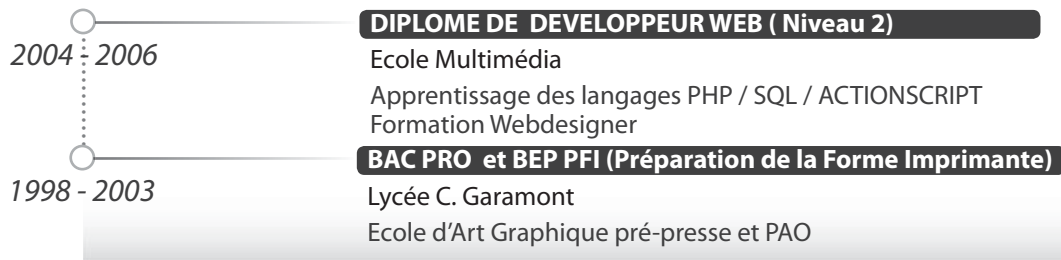 DIPLOME DE DEVELOPPEUR WEB ( Niveau 2)
2004 - 2006
Ecole Multimédia
Apprentissage des langages PHP / SQL / ACTIONSCRIPT
Formation Webdesigner
BAC PRO et BEP PFI (Préparation de la Forme Imprimante)
1998 - 2003
Lycée C. Garamont
Ecole d'Art Graphique pré-presse et PAO